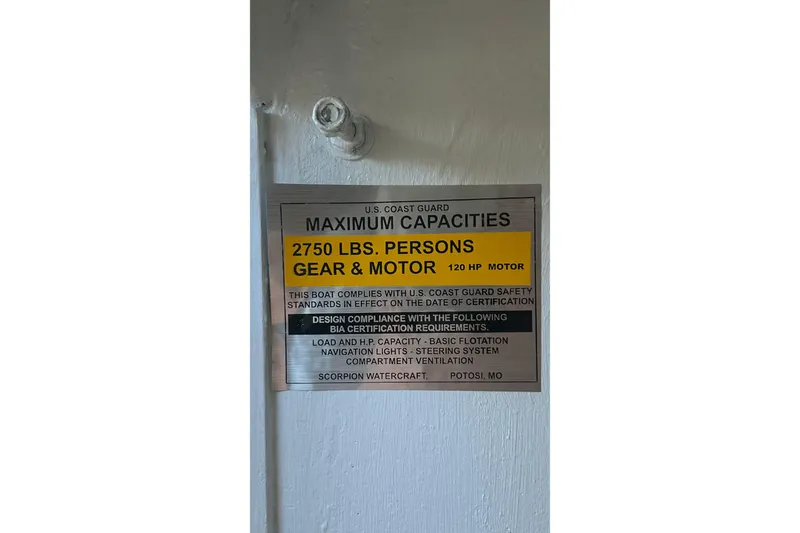 U.S. COAST GUARD
MAXIMUM CAPACITIES
2750 LBS. PERSONS
GEAR & MOTOR 120 HP MOTOR
THIS BOAT COMPLIES WITH U.S. COAST GUARD SAFETY
STANDARDS IN EFFECT ON THE DATE OF CERTIFICATION
DESIGN COMPLIANCE WITH THE FOLLOWING
BIA CERTIFICATION REQUIREMENTS.
LOAD AND H.P. CAPACITY - BASIC FLOTATION
NAVIGATION LIGHTS - STEERING SYSTEM
COMPARTMENT VENTILATION
SCORPION WATERCRAFT. POTOSI, MO